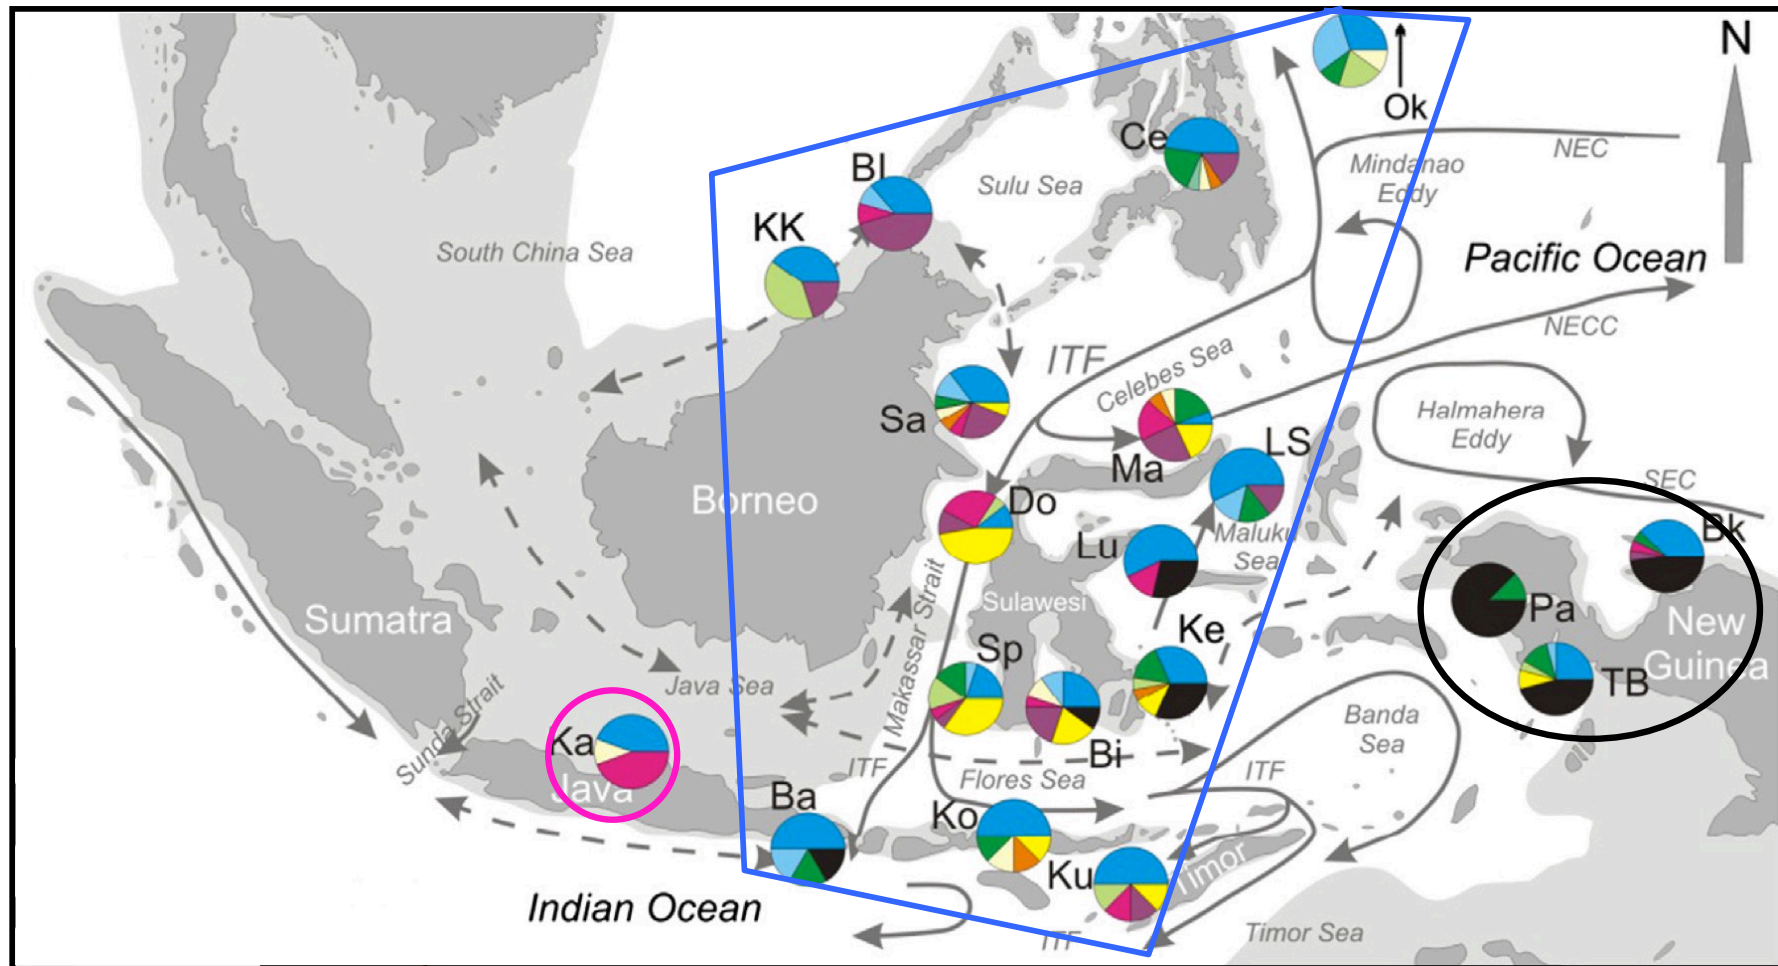 N
Ok
NEC
Mindanao
Eddy
Ce
BI
Sulu Sea
KK
South China Sea
Pacific Ocean
NECC
ITF
Celebes Sea
Sa
Halmahera
Eddy
Ma
LS
SEC
Borneo
Do
Bk
Lu
Maluku
Sea
Makassar Strait
Sulawesi
Pa
Sumatra
Ke
New
Guinea
Sp
TB
Java Sea
Sunda Strait
Ka
Java
Banda
Sea
Bi
ITF
Flores Sea
ITF
Ba
Ko
Ku
Timor
Indian Ocean
ITF
Timor Sea